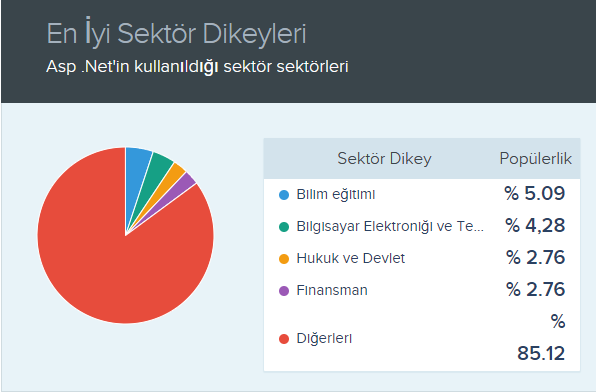 En İyi Sektör Dikeyleri
Asp .Net'in kullanıldığı sektör sektörleri
Sektör Dikey Popülerlik
Bilim eğitimi % 5.09
Bilgisayar Elektroniği ve Te... % 4,28
Hukuk ve Devlet % 2.76
Finansman % 2.76
Diğerleri %
85.12